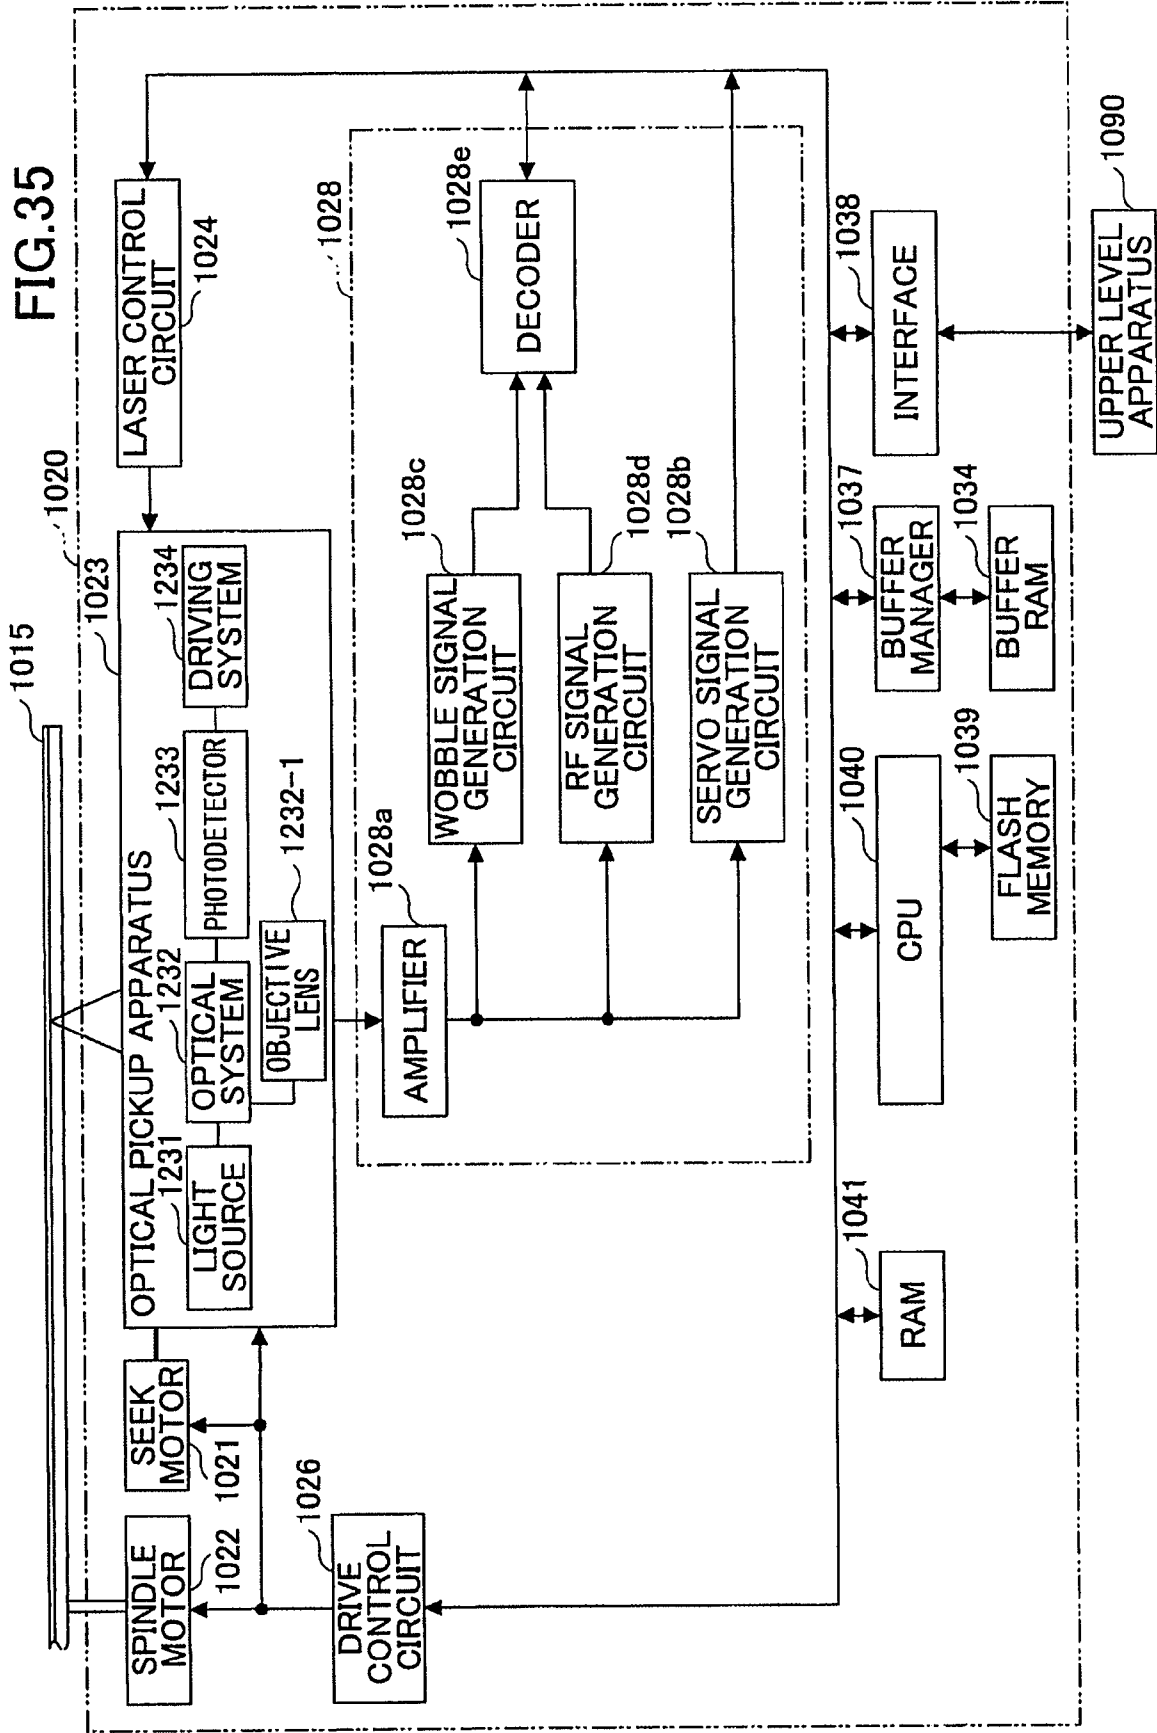 FIG.35
1015
1020
1023
OPTICAL PICKUP APPARATUS
1231
LIGHT
SOURCE
1232
OPTICAL
SYSTEM
1233
PHOTODETECTOR
1234
DRIVING
SYSTEM
1232-1
OBJECTIVE
LENS
LASER CONTROL
CIRCUIT
1024
SPINDLE
MOTOR
1022
SEEK
MOTOR
1021
1026
DRIVE
CONTROL
CIRCUIT
1028
1028a
AMPLIFIER
1028c
WOBBLE SIGNAL
GENERATION
CIRCUIT
1028d
RF SIGNAL
GENERATION
CIRCUIT
1028b
SERVO SIGNAL
GENERATION
CIRCUIT
1028e
DECODER
1041
RAM
1040
CPU
1039
FLASH
MEMORY
1037
BUFFER
MANAGER
1034
BUFFER
RAM
1038
INTERFACE
1090
UPPER LEVEL
APPARATUS